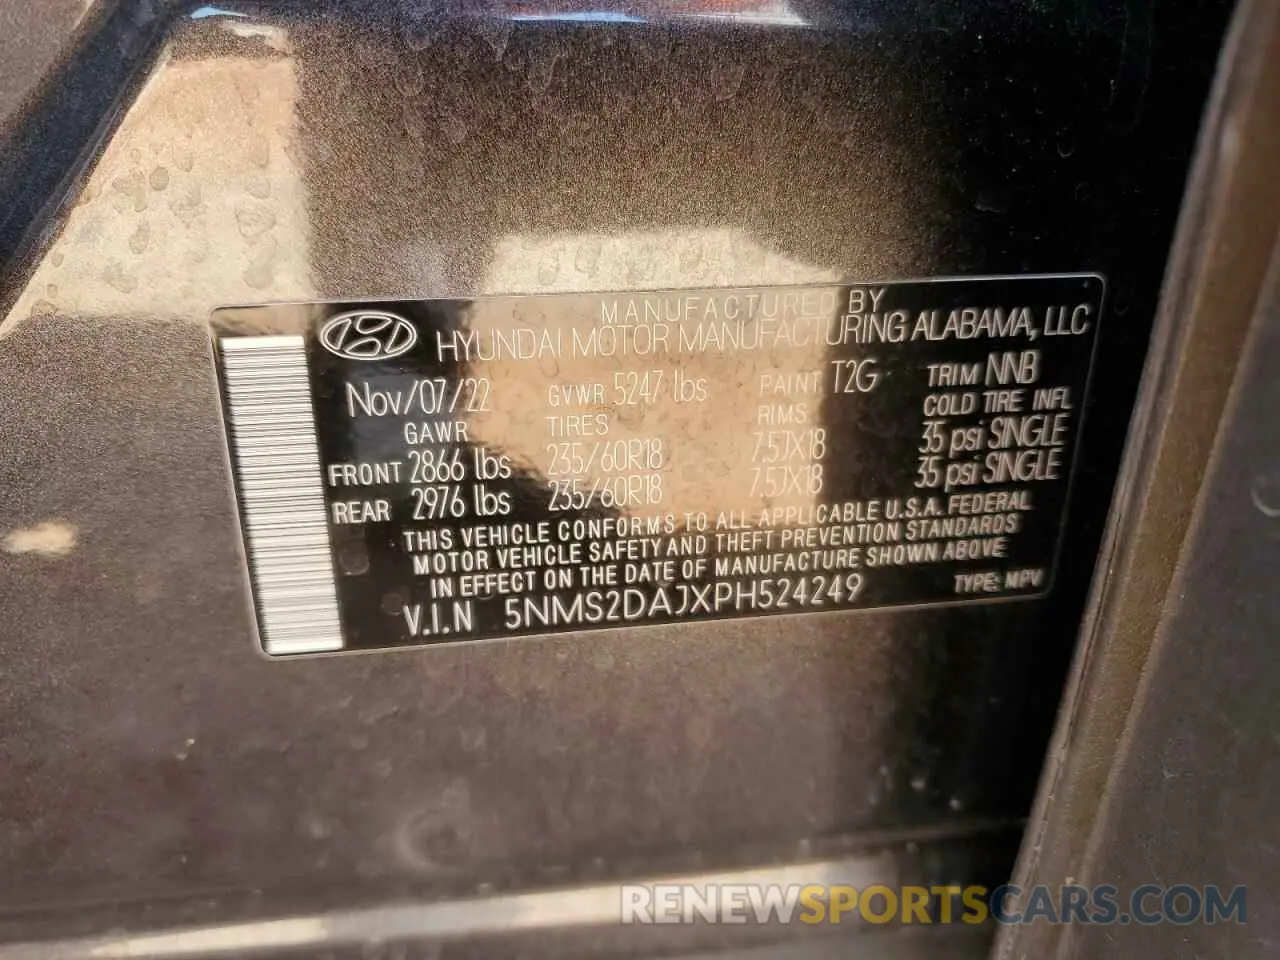 MANUFACTURED BY
HYUNDAI MOTOR MANUFACTURING ALABAMA, LLC
Nov/07/22 GVWR 5247 lbs PAINT T2G TRIM NNB
GAWR TIRES RIMS COLD TIRE INFL
FRONT 2866 lbs 235/60R18 7.5JX18 35 psi SINGLE
REAR 2976 lbs 235/60R18 7.5JX18 35 psi SINGLE
THIS VEHICLE CONFORMS TO ALL APPLICABLE U.S.A. FEDERAL
MOTOR VEHICLE SAFETY AND THEFT PREVENTION STANDARDS
IN EFFECT ON THE DATE OF MANUFACTURE SHOWN ABOVE
V.I.N 5NMS2DAJXPH524249 TYPE: MPV
RENEWSPORTSCARS.COM